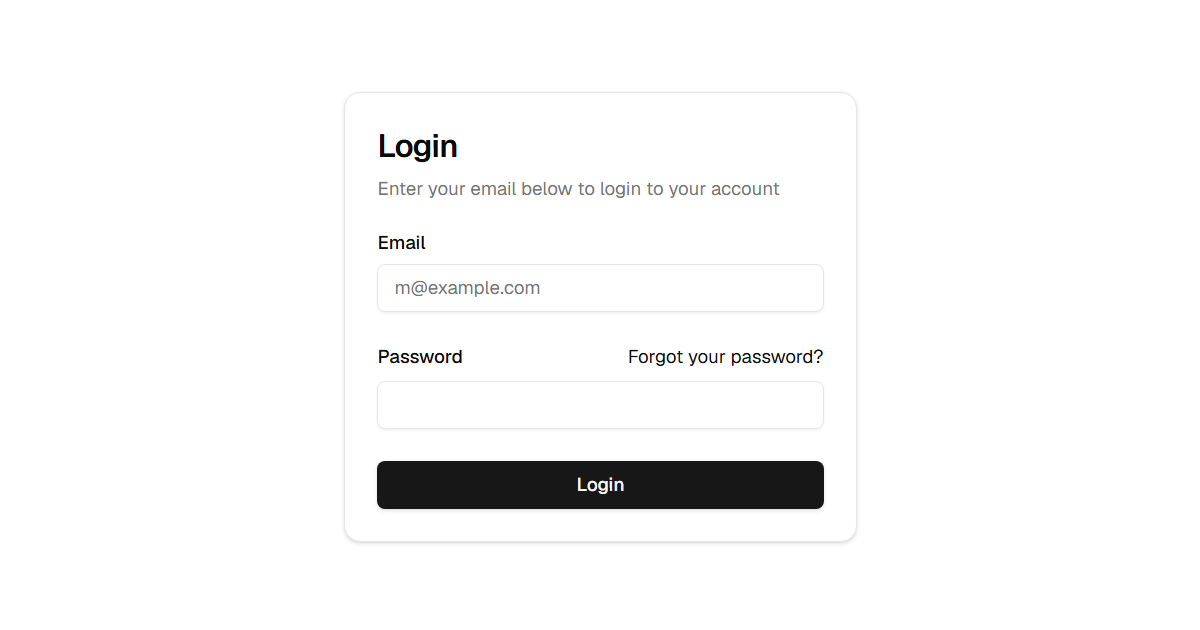 Login
Enter your email below to login to your account
Email
m@example.com
Password
Forgot your password?
Login